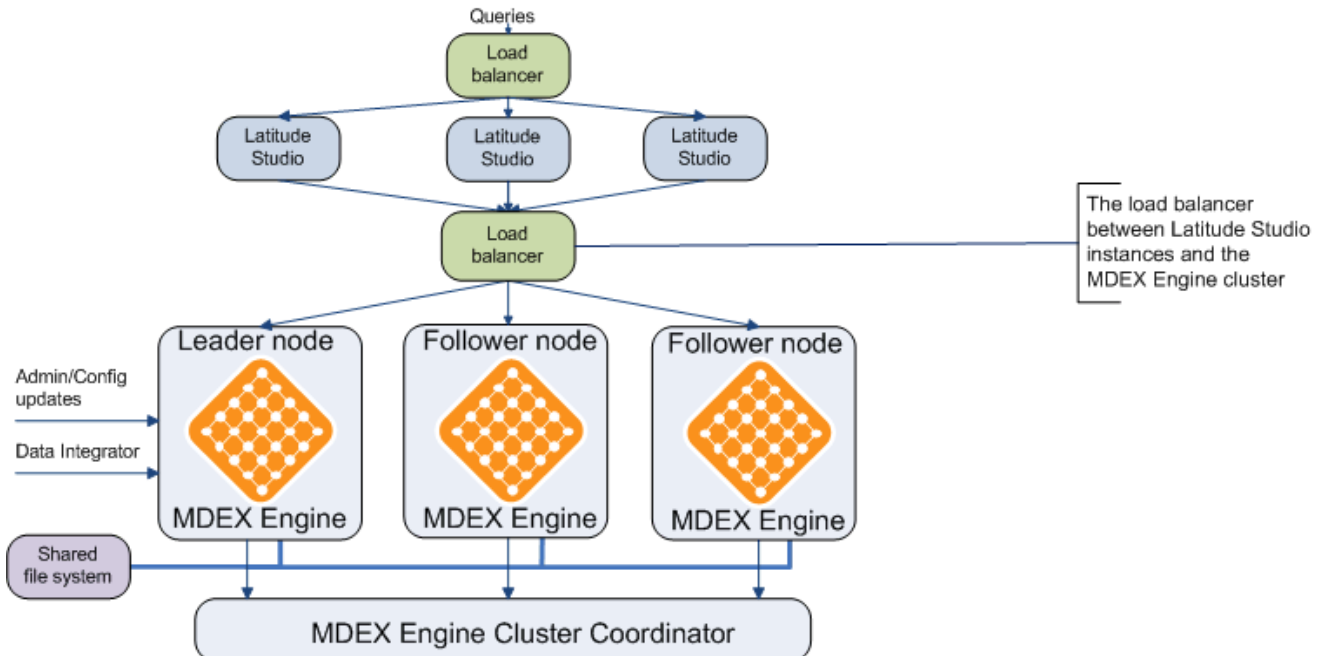 Queries
Load
balancer
Latitude
Studio
Latitude
Studio
Latitude
Studio
Load
balancer
The load balancer
between Latitude Studio
instances and the
MDEX Engine cluster
Leader node
Follower node
Follower node
Admin/Config
updates
Data Integrator
MDEX Engine
MDEX Engine
MDEX Engine
Shared
file system
MDEX Engine Cluster Coordinator